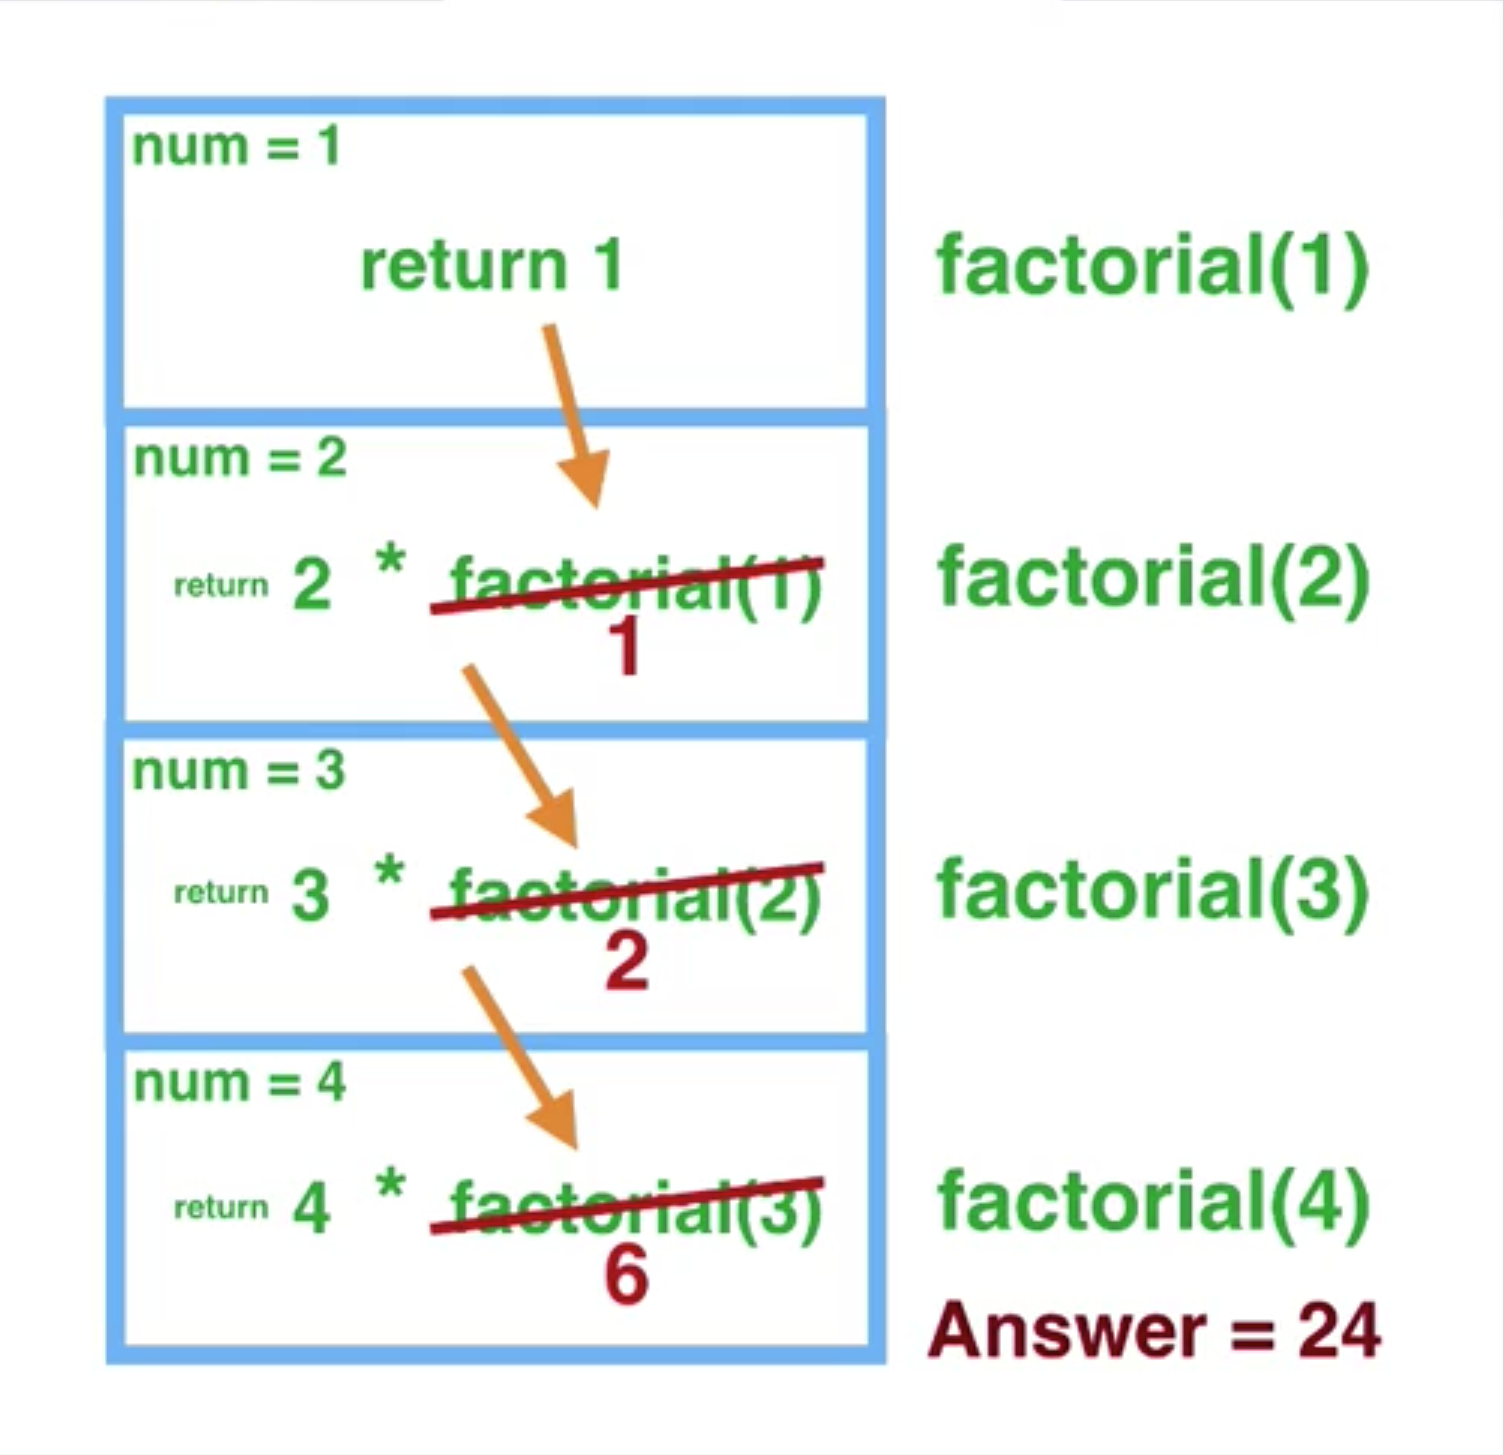 num = 1
return 1
factorial(1)
num = 2
return 2 * factorial(1)
1
factorial(2)
num = 3
return 3 * factorial(2)
2
factorial(3)
num = 4
return 4 * factorial(3)
6
factorial(4)
Answer = 24